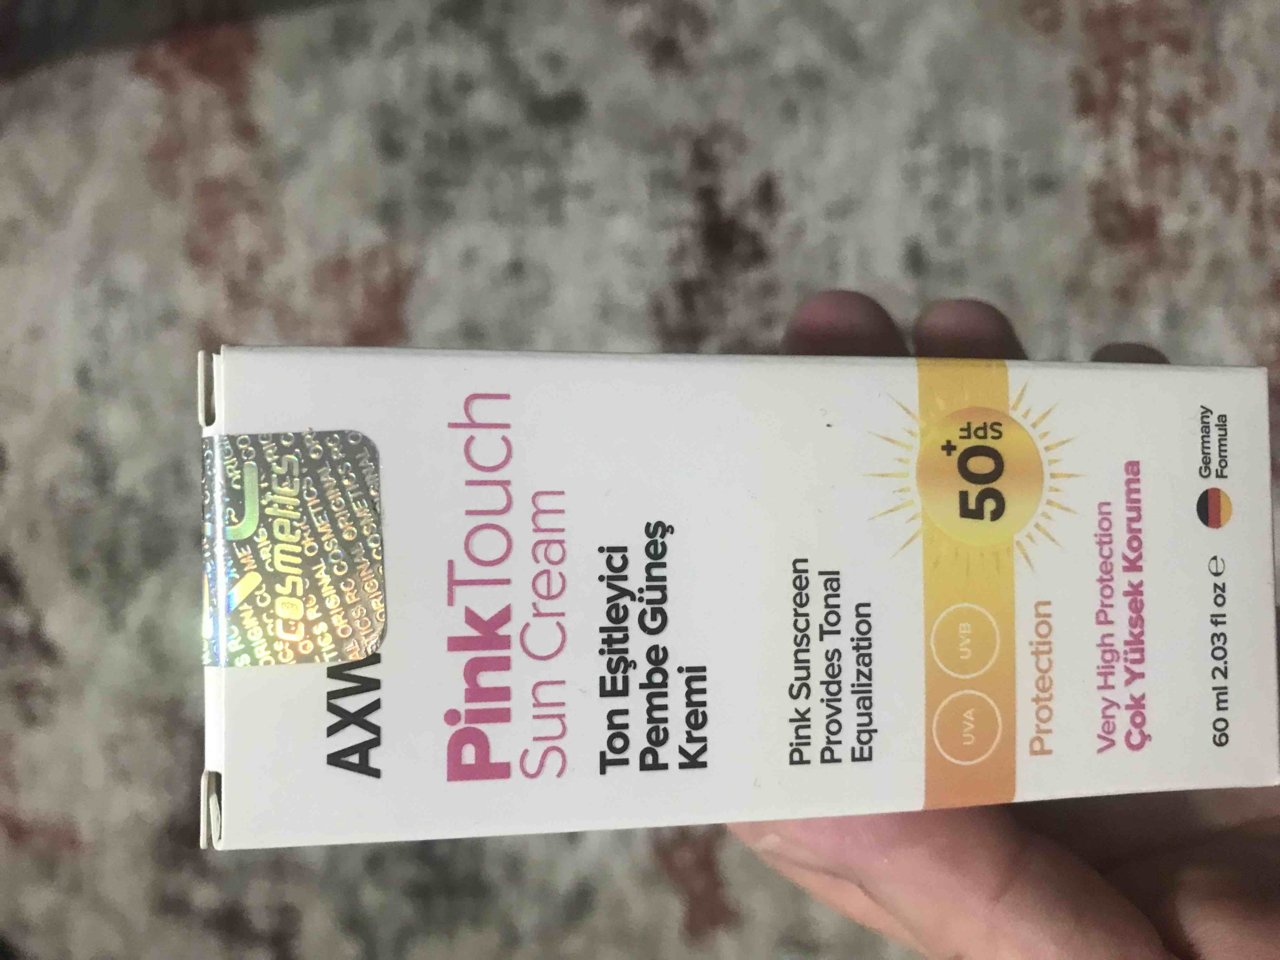 AXW
cosmetics
PinkTouch
Sun Cream
Ton Eşitleyici
Pembe Güneş
Kremi
Pink Sunscreen
Provides Tonal
Equalization
UVA UVB 50+ SPF
Protection
Very High Protection
Çok Yüksek Koruma
60 ml 2.03 fl oz ℮
Germany
Formula